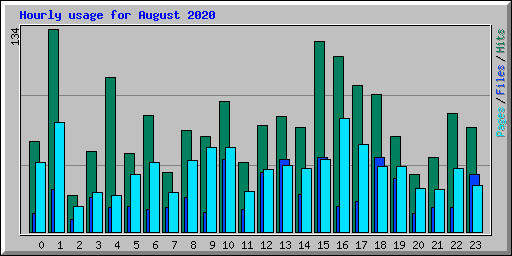 Hourly usage for August 2020
134
Pages/Files/Hits
0 1 2 3 4 5 6 7 8 9 10 11 12 13 14 15 16 17 18 19 20 21 22 23